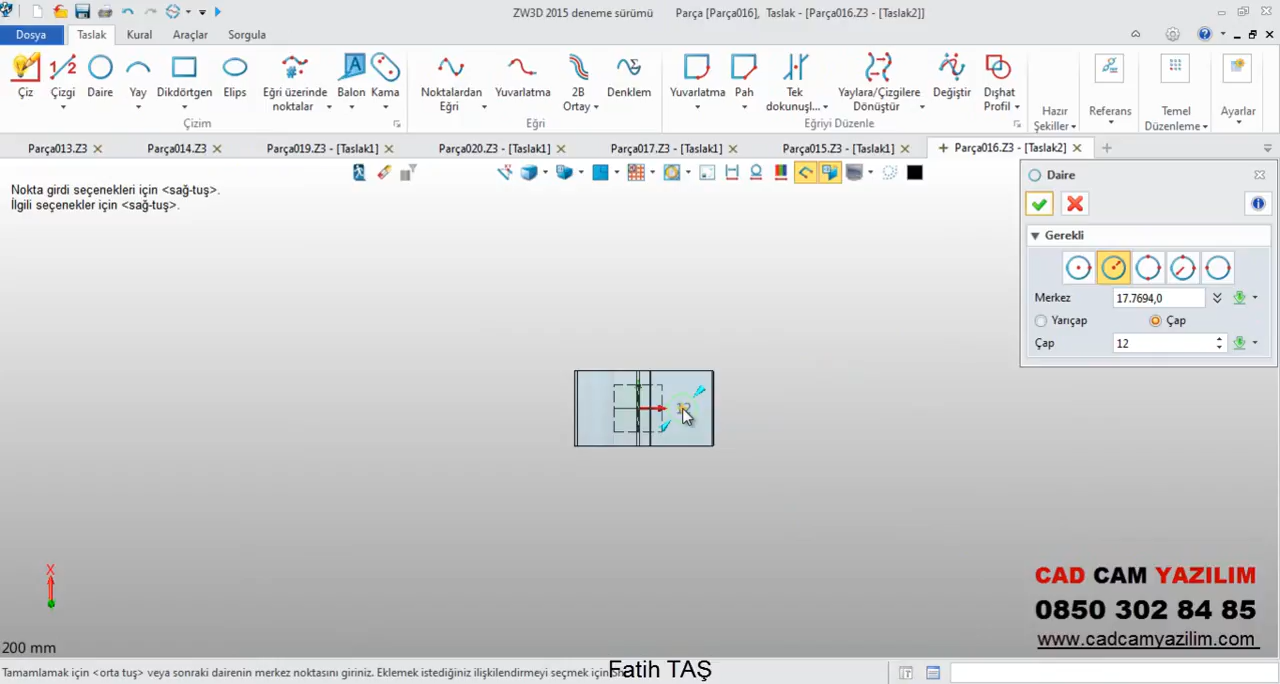 ZW3D 2015 deneme sürümü Parça [Parça016], Taslak - [Parça016.Z3 - [Taslak2]]
Dosya Taslak Kural Araçlar Sorgula
Çiz Çizgi Daire Yay Dikdörtgen Elips Eğri üzerinde noktalar Balon Kama
Çizim
Noktalardan Eğri Yuvarlatma 2B Ortay Denklem
Eğri
Yuvarlatma Pah Tek dokunuşl... Yaylara/Çizgilere Dönüştür Değiştir Dışhat Profil
Eğriyi Düzenle
Hazır Şekiller Referans Temel Düzenleme Ayarlar
Parça013.Z3 Parça014.Z3 Parça019.Z3 - [Taslak1] Parça020.Z3 - [Taslak1] Parça017.Z3 - [Taslak1] Parça015.Z3 - [Taslak1] Parça016.Z3 - [Taslak2]
Nokta girdi seçenekleri için <sağ-tuş>.
İlgili seçenekler için <sağ-tuş>.
Daire
Gerekli
Merkez 17.7694,0
Yarıçap Çap
Çap 12
X
200 mm
CAD CAM YAZILIM
0850 302 84 85
www.cadcamyazilim.com
Tamamlamak için <orta tuş> veya sonraki dairenin merkez noktasını giriniz. Eklemek istediğiniz ilişkilendirmeyi seçmek için
Fatih TAŞ